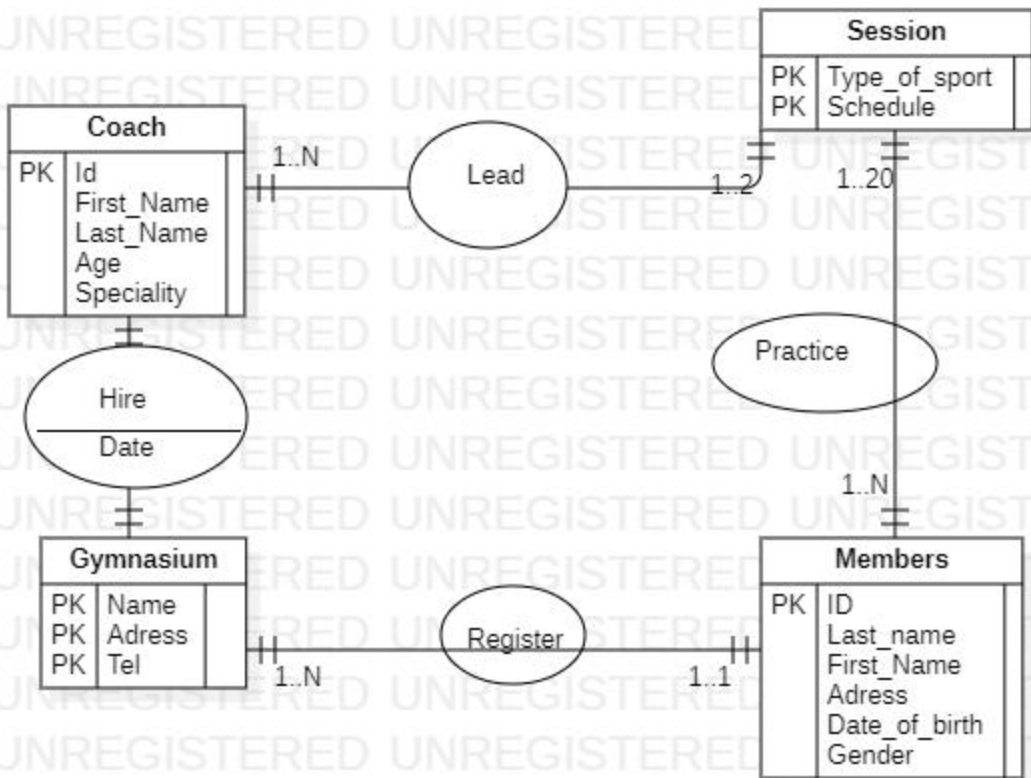 UNREGISTERED UNREGISTERED UNREGISTERED
Session
PK Type_of_sport
PK Schedule
Coach
PK Id
First_Name
Last_Name
Age
Speciality
1..N
Lead
1..2
1..20
Practice
1..N
Hire
Date
Gymnasium
PK Name
PK Adress
PK Tel
1..N
Register
1..1
Members
PK ID
Last_name
First_Name
Adress
Date_of_birth
Gender